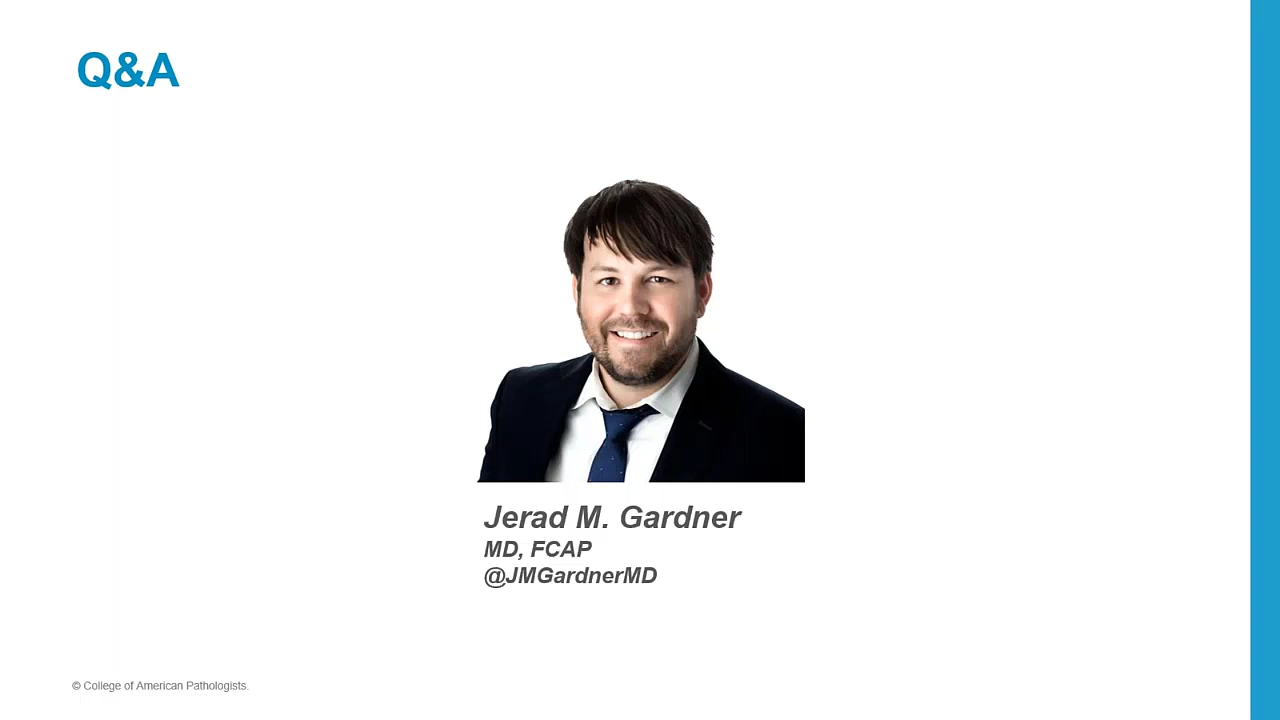 Q&A
Jerad M. Gardner
MD, FCAP
@JMGardnerMD
© College of American Pathologists.